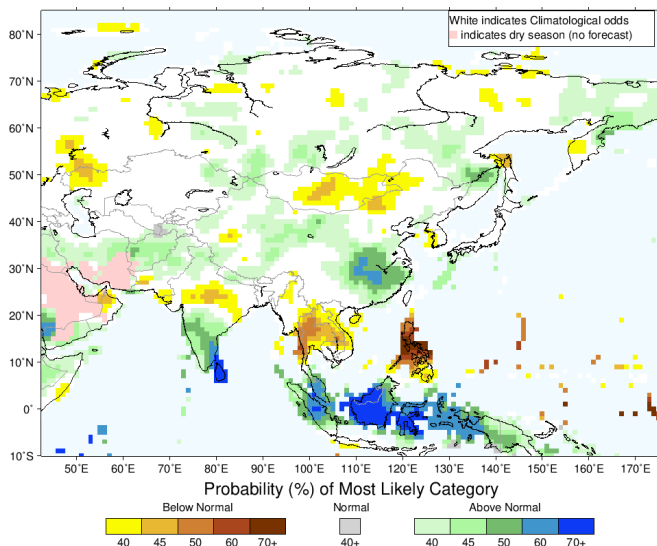 White indicates Climatological odds
indicates dry season (no forecast)
80˚N
70˚N
60˚N
50˚N
40˚N
30˚N
20˚N
10˚N
0˚
10˚S
50˚E 60˚E 70˚E 80˚E 90˚E 100˚E 110˚E 120˚E 130˚E 140˚E 150˚E 160˚E 170˚E
Probability (%) of Most Likely Category
Below Normal Normal Above Normal
40 45 50 60 70+ 40+ 40 45 50 60 70+